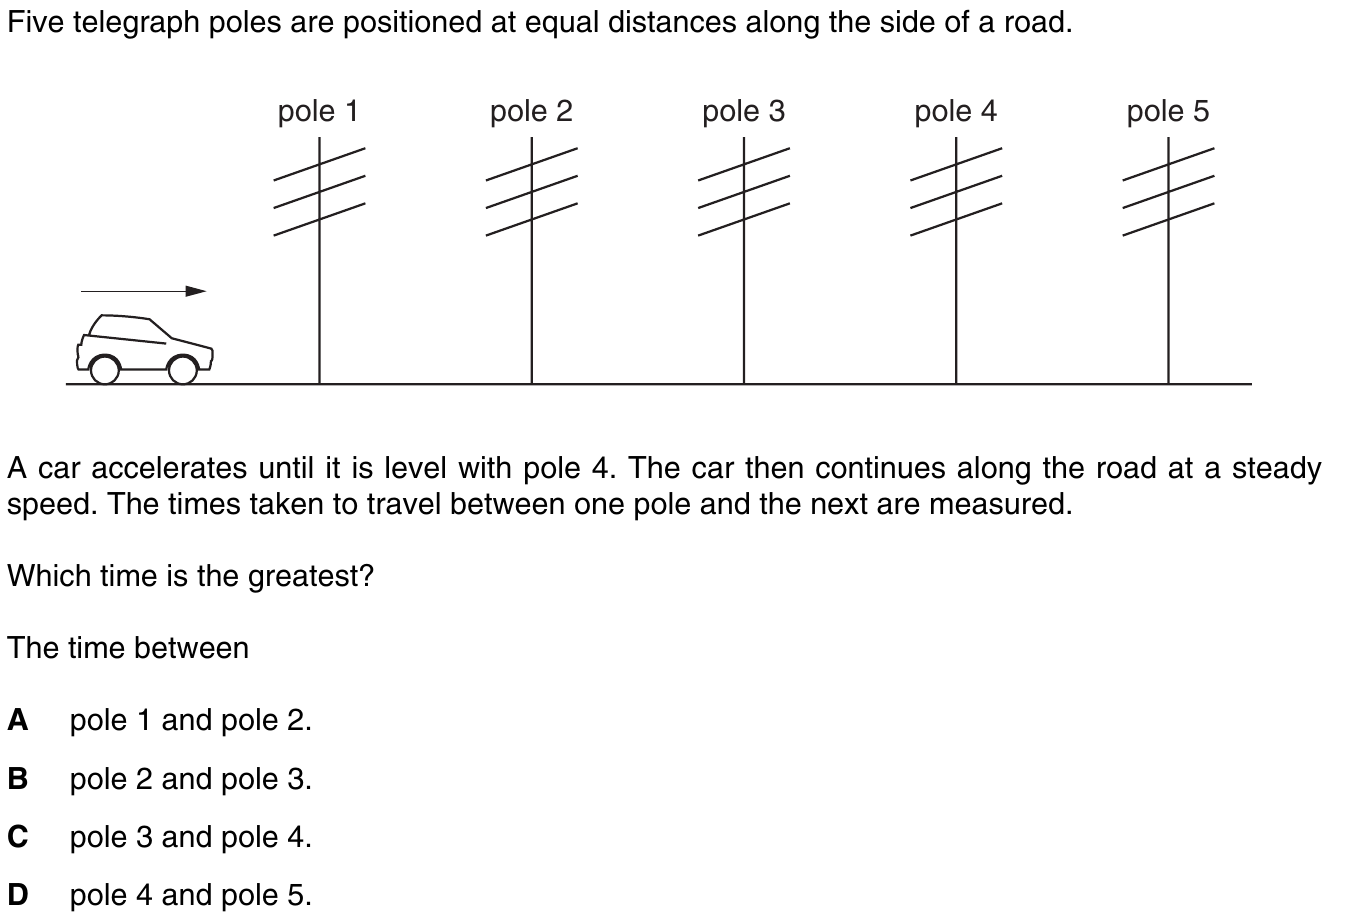 Five telegraph poles are positioned at equal distances along the side of a road.
pole 1 pole 2 pole 3 pole 4 pole 5
A car accelerates until it is level with pole 4. The car then continues along the road at a steady
speed. The times taken to travel between one pole and the next are measured.
Which time is the greatest?
The time between
A pole 1 and pole 2.
B pole 2 and pole 3.
C pole 3 and pole 4.
D pole 4 and pole 5.